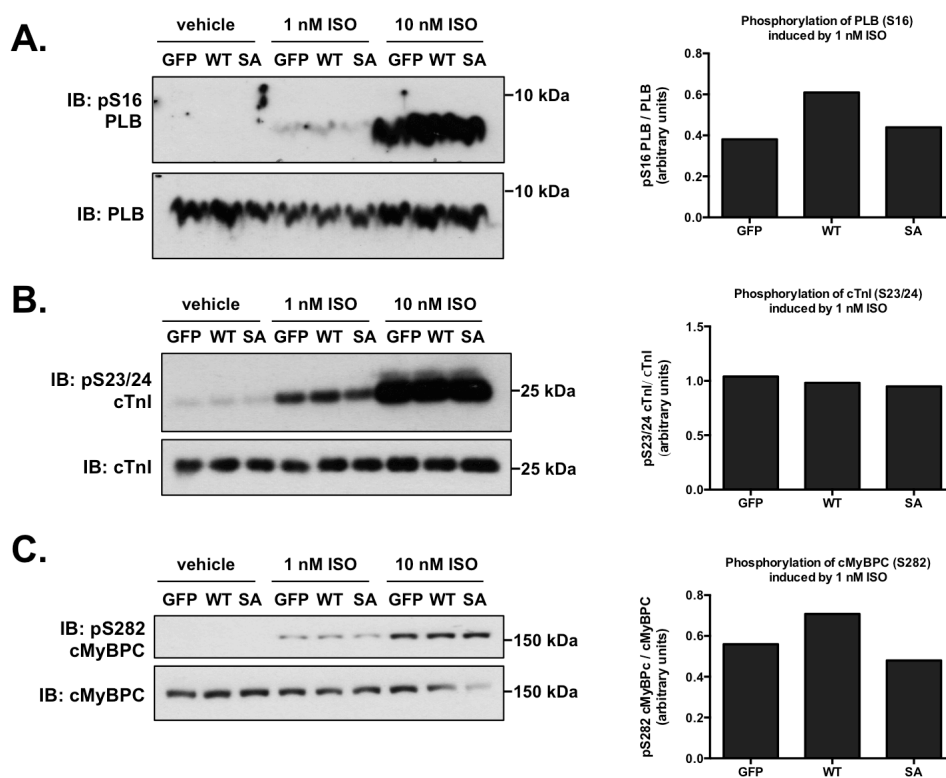 A.
vehicle 1 nM ISO 10 nM ISO
GFP WT SA GFP WT SA GFP WT SA
IB: pS16
PLB
10 kDa
IB: PLB
10 kDa
Phosphorylation of PLB (S16)
induced by 1 nM ISO
pS16 PLB / PLB
(arbitrary units)
0.8
0.6
0.4
0.2
0.0
GFP WT SA
B.
vehicle 1 nM ISO 10 nM ISO
GFP WT SA GFP WT SA GFP WT SA
IB: pS23/24
cTnI
25 kDa
IB: cTnI
25 kDa
Phosphorylation of cTnI (S23/24)
induced by 1 nM ISO
pS23/24 cTnI/ cTnI
(arbitrary units)
1.5
1.0
0.5
0.0
GFP WT SA
C.
vehicle 1 nM ISO 10 nM ISO
GFP WT SA GFP WT SA GFP WT SA
IB: pS282
cMyBPC
150 kDa
IB: cMyBPC
150 kDa
Phosphorylation of cMyBPC (S282)
induced by 1 nM ISO
pS282 cMyBPc / cMyBPC
(arbitrary units)
0.8
0.6
0.4
0.2
0.0
GFP WT SA